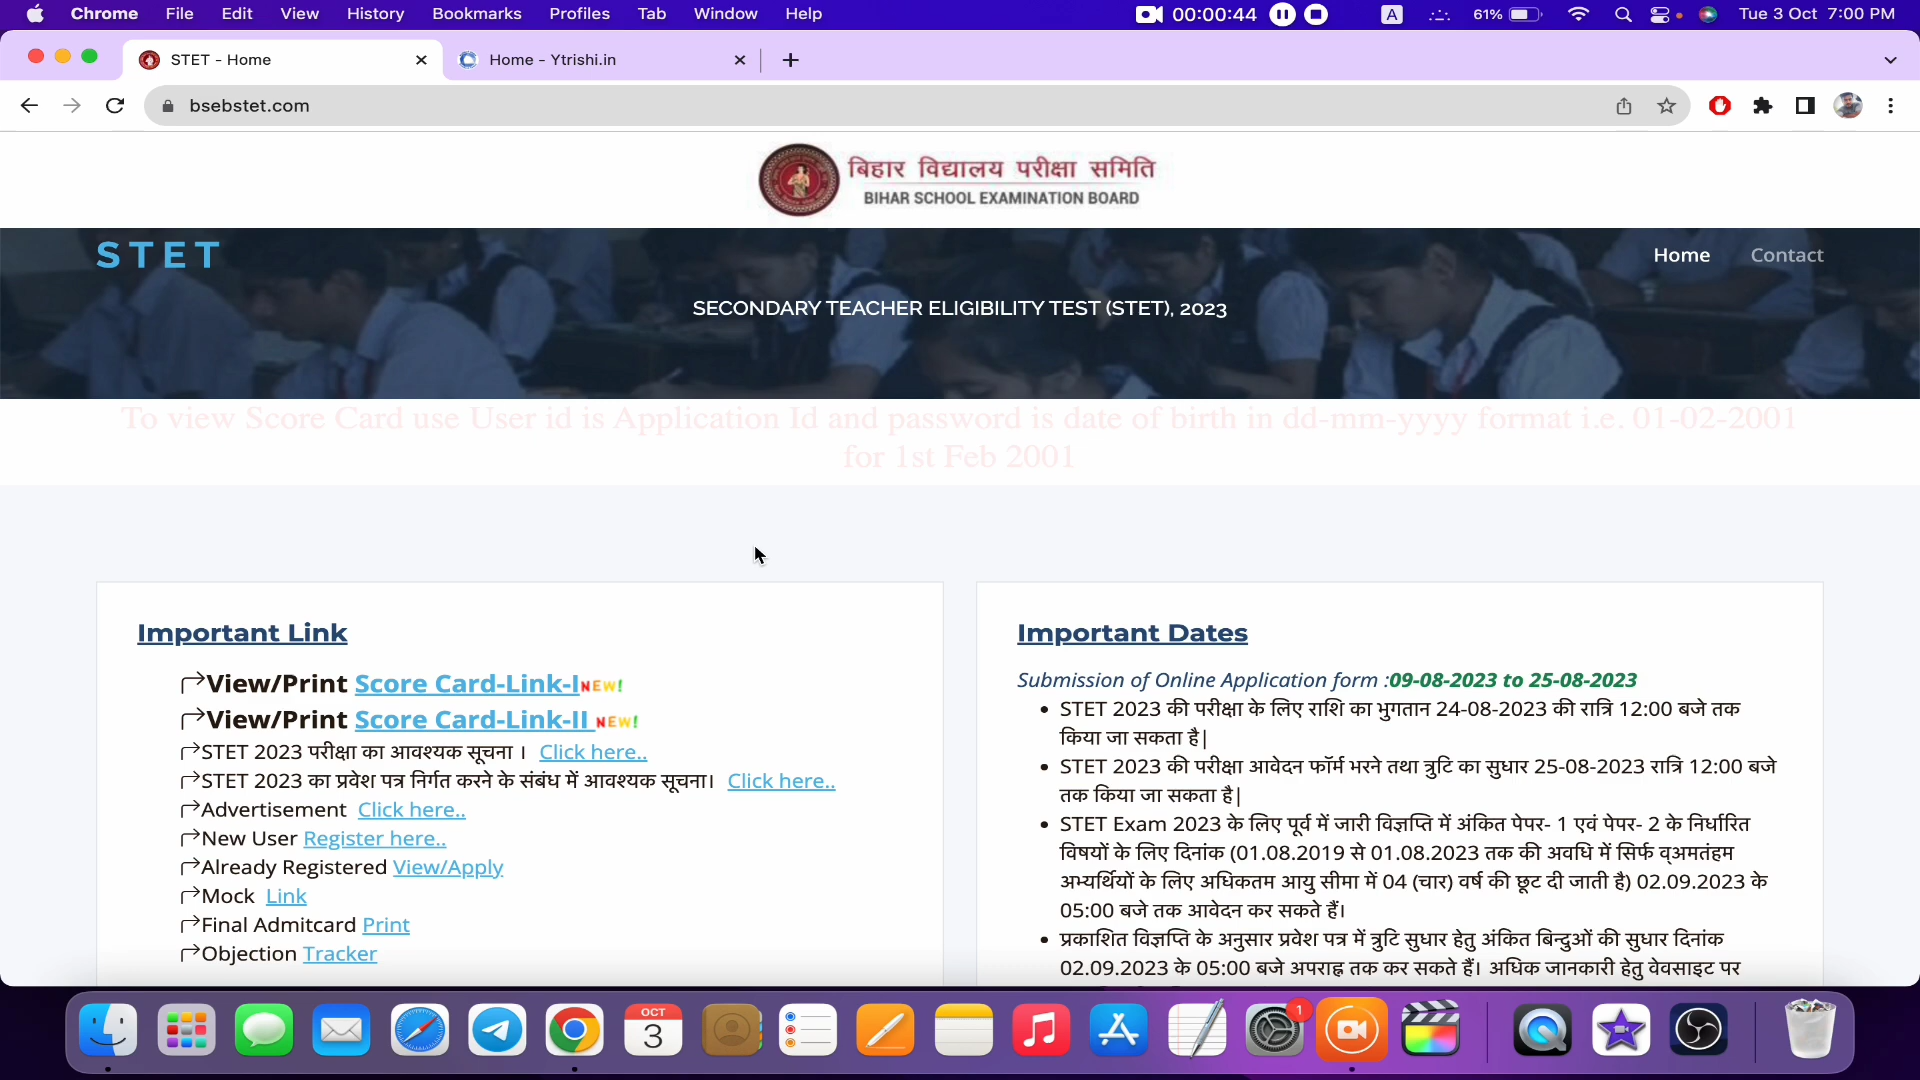 Chrome File Edit View History Bookmarks Profiles Tab Window Help 00:00:44 A 61% Tue 3 Oct 7:00 PM
STET - Home Home - Ytrishi.in
bsebstet.com
बिहार विद्यालय परीक्षा समिति
BIHAR SCHOOL EXAMINATION BOARD
STET Home Contact
SECONDARY TEACHER ELIGIBILITY TEST (STET), 2023
To view Score Card use User id is Application Id and password is date of birth in dd-mm-yyyy format i.e. 01-02-2001
for 1st Feb 2001
Important Link
View/Print Score Card-Link-I NEW!
View/Print Score Card-Link-II NEW!
STET 2023 परीक्षा का आवश्यक सूचना । Click here..
STET 2023 का प्रवेश पत्र निर्गत करने के संबंध में आवश्यक सूचना। Click here..
Advertisement Click here..
New User Register here..
Already Registered View/Apply
Mock Link
Final Admitcard Print
Objection Tracker
Important Dates
Submission of Online Application form :09-08-2023 to 25-08-2023
STET 2023 की परीक्षा के लिए राशि का भुगतान 24-08-2023 की रात्रि 12:00 बजे तक
किया जा सकता है|
STET 2023 की परीक्षा आवेदन फॉर्म भरने तथा त्रुटि का सुधार 25-08-2023 रात्रि 12:00 बजे
तक किया जा सकता है|
STET Exam 2023 के लिए पूर्व में जारी विज्ञप्ति में अंकित पेपर- 1 एवं पेपर- 2 के निर्धारित
विषयों के लिए दिनांक (01.08.2019 से 01.08.2023 तक की अवधि में सिर्फ व्अमतंहम
अभ्यर्थियों के लिए अधिकतम आयु सीमा में 04 (चार) वर्ष की छूट दी जाती है) 02.09.2023 के
05:00 बजे तक आवेदन कर सकते हैं।
प्रकाशित विज्ञप्ति के अनुसार प्रवेश पत्र में त्रुटि सुधार हेतु अंकित बिन्दुओं की सुधार दिनांक
02.09.2023 के 05:00 बजे अपराह्न तक कर सकते हैं। अधिक जानकारी हेतु वेवसाइट पर
OCT
3
1